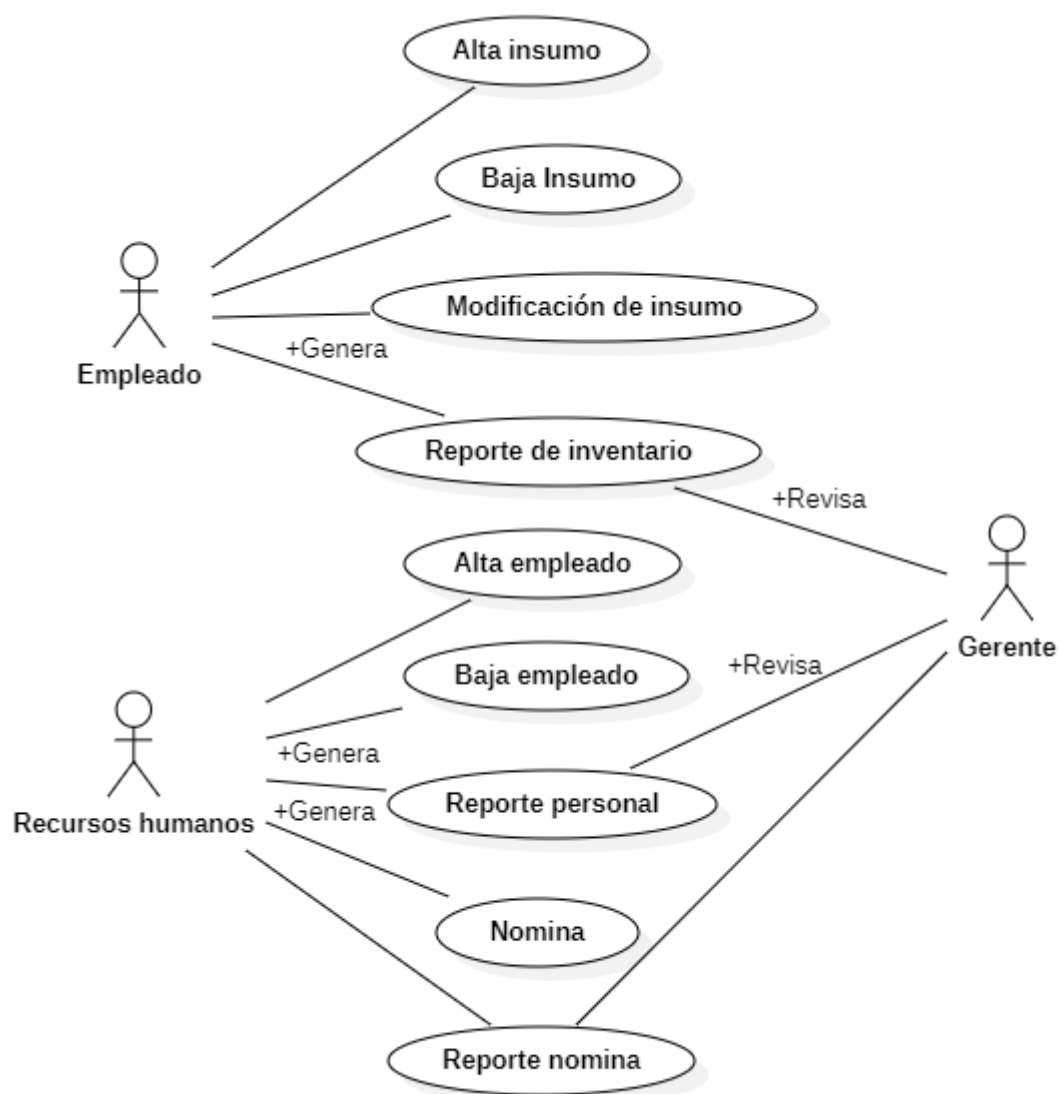 Alta insumo
Baja Insumo
Modificación de insumo
+Genera
Empleado
Reporte de inventario
+Revisa
Alta empleado
Gerente
Baja empleado
+Revisa
+Genera
Reporte personal
+Genera
Recursos humanos
Nomina
Reporte nomina